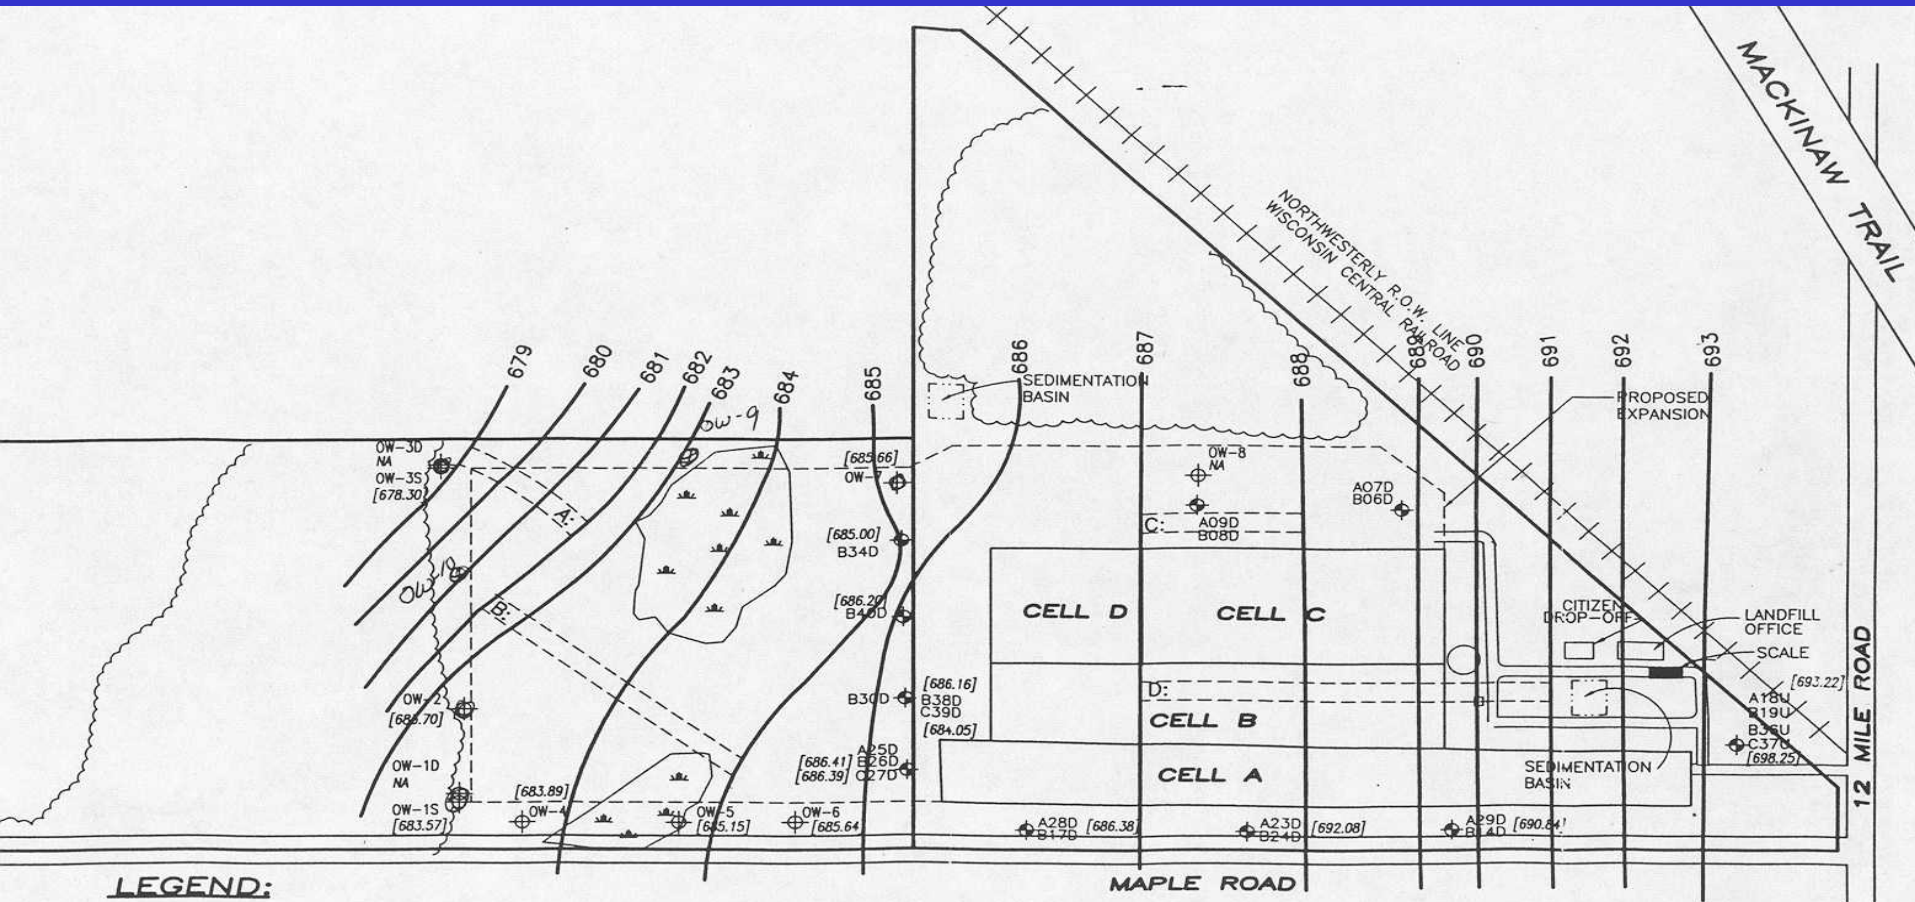 MACKINAW TRAIL
NORTHWESTERLY R.O.W. LINE
WISCONSIN CENTRAL RAILROAD
679
680
681
682
683
684
685
686
687
688
689
690
691
692
693
SEDIMENTATION
BASIN
PROPOSED
EXPANSION
OW-9
OW-3D
NA
OW-3S
[678.30]
[685.66]
OW-7
OW-8
NA
A07D
B06D
A:
C:
A09D
B08D
[685.00]
B34D
OW-10
B:
[686.20]
B40D
CELL D
CELL C
CITIZEN
DROP-OFF
LANDFILL
OFFICE
SCALE
12 MILE ROAD
OW-2
B30D
[686.16]
B38D
C39D
[684.05]
D:
CELL B
[693.22]
A18U
B19U
B36U
C37U
[698.25]
OW-1D
NA
OW-1S
[683.57]
[683.89]
OW-4
OW-5
OW-6
[685.64
A25D
[686.41] B26D
[686.39] C27D
CELL A
SEDIMENTATION
BASIN
A28D [686.38]
B17D
A23D [692.08]
B24D
A29D [690.84]
B14D
LEGEND:
MAPLE ROAD